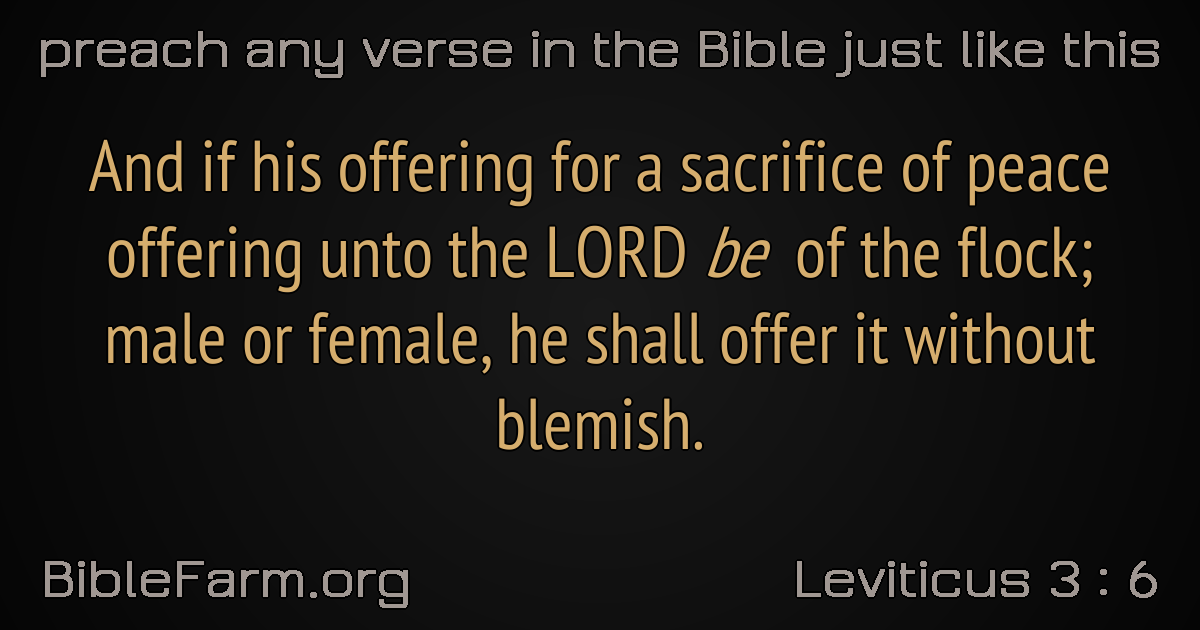 preach any verse in the Bible just like this
And if his offering for a sacrifice of peace
offering unto the LORD be of the flock;
male or female, he shall offer it without
blemish.
BibleFarm.org
Leviticus 3 : 6